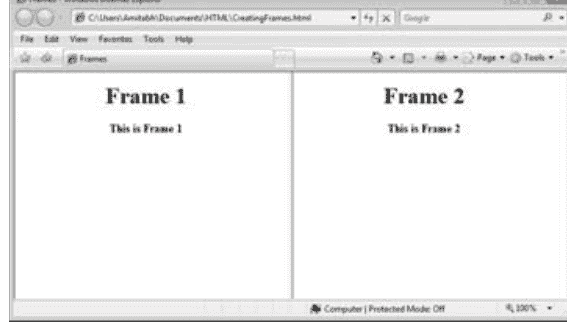 C:\Users\Amitabh\Documents\HTML\CreatingFrames.html Google
File Edit View Favorites Tools Help
Frames Page Tools
Frame 1
This is Frame 1
Frame 2
This is Frame 2
Computer | Protected Mode: Off 100%